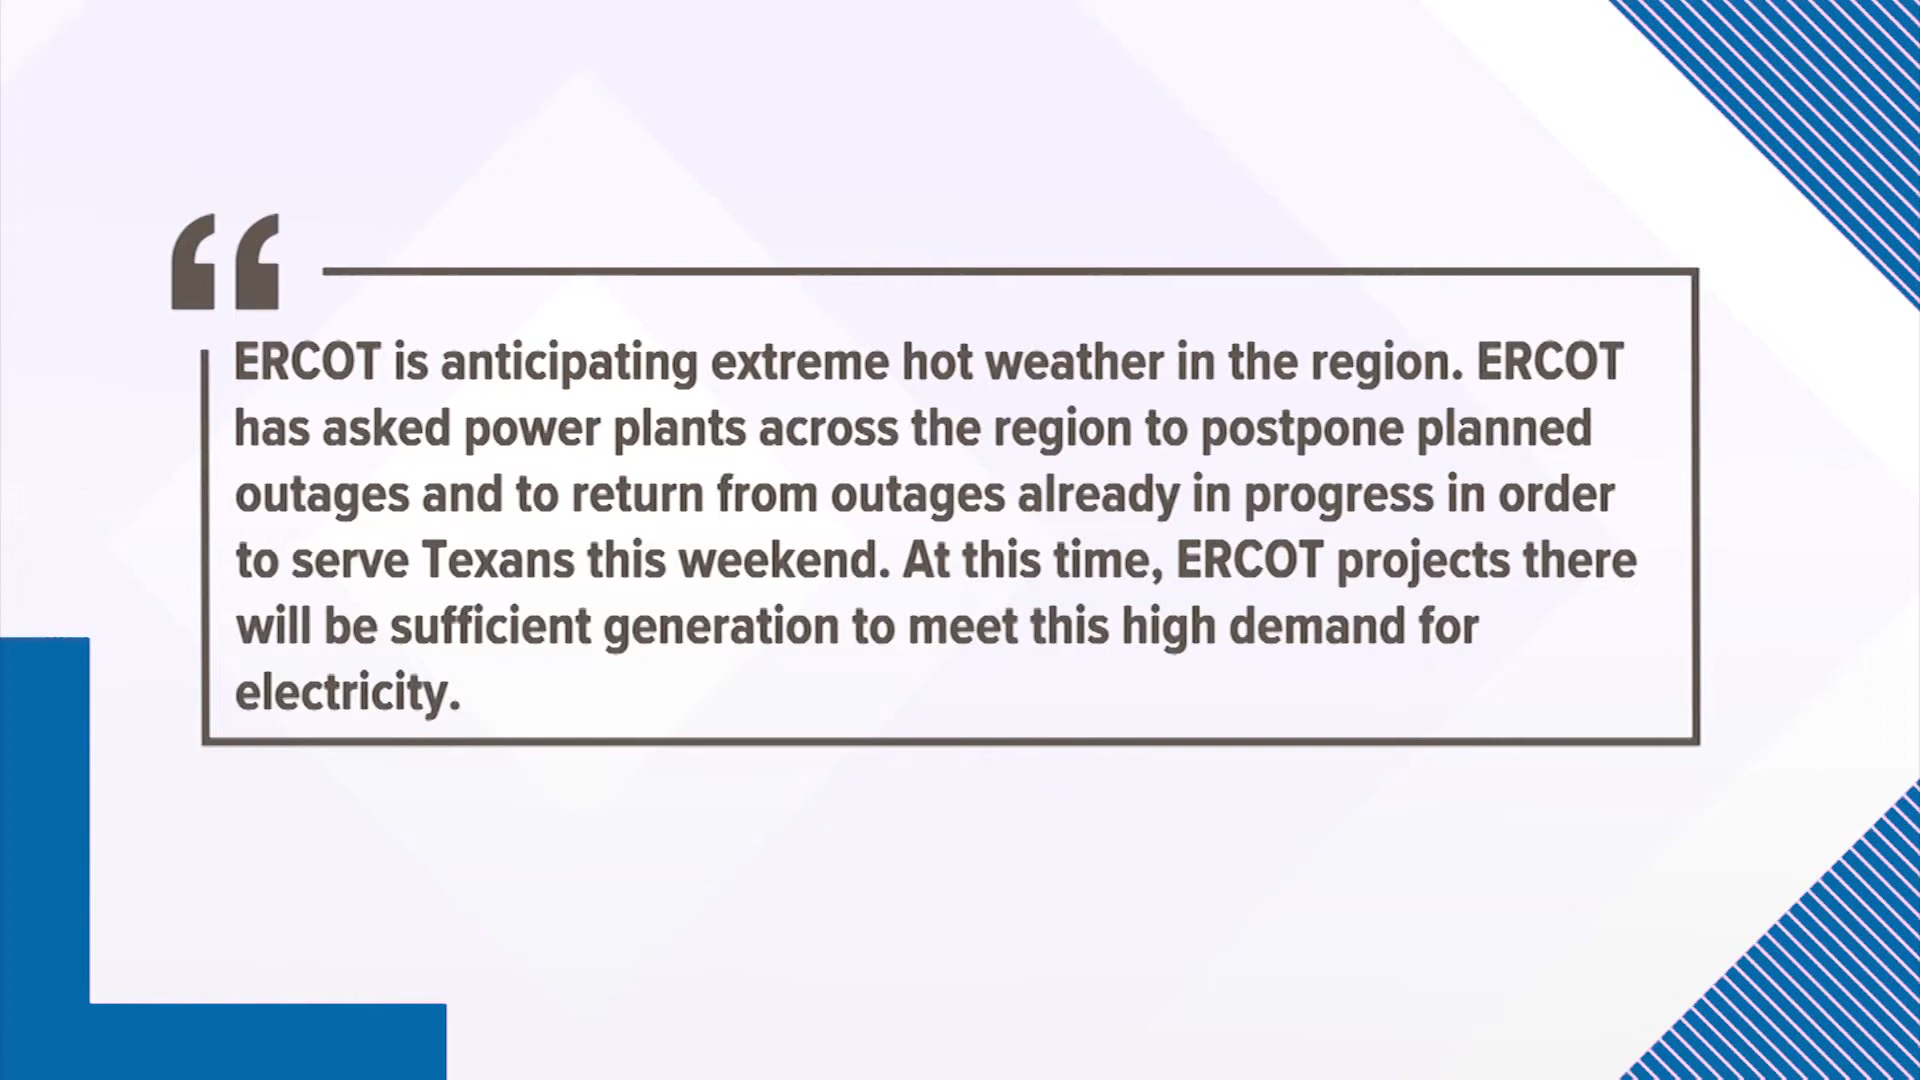 “
ERCOT is anticipating extreme hot weather in the region. ERCOT
has asked power plants across the region to postpone planned
outages and to return from outages already in progress in order
to serve Texans this weekend. At this time, ERCOT projects there
will be sufficient generation to meet this high demand for
electricity.